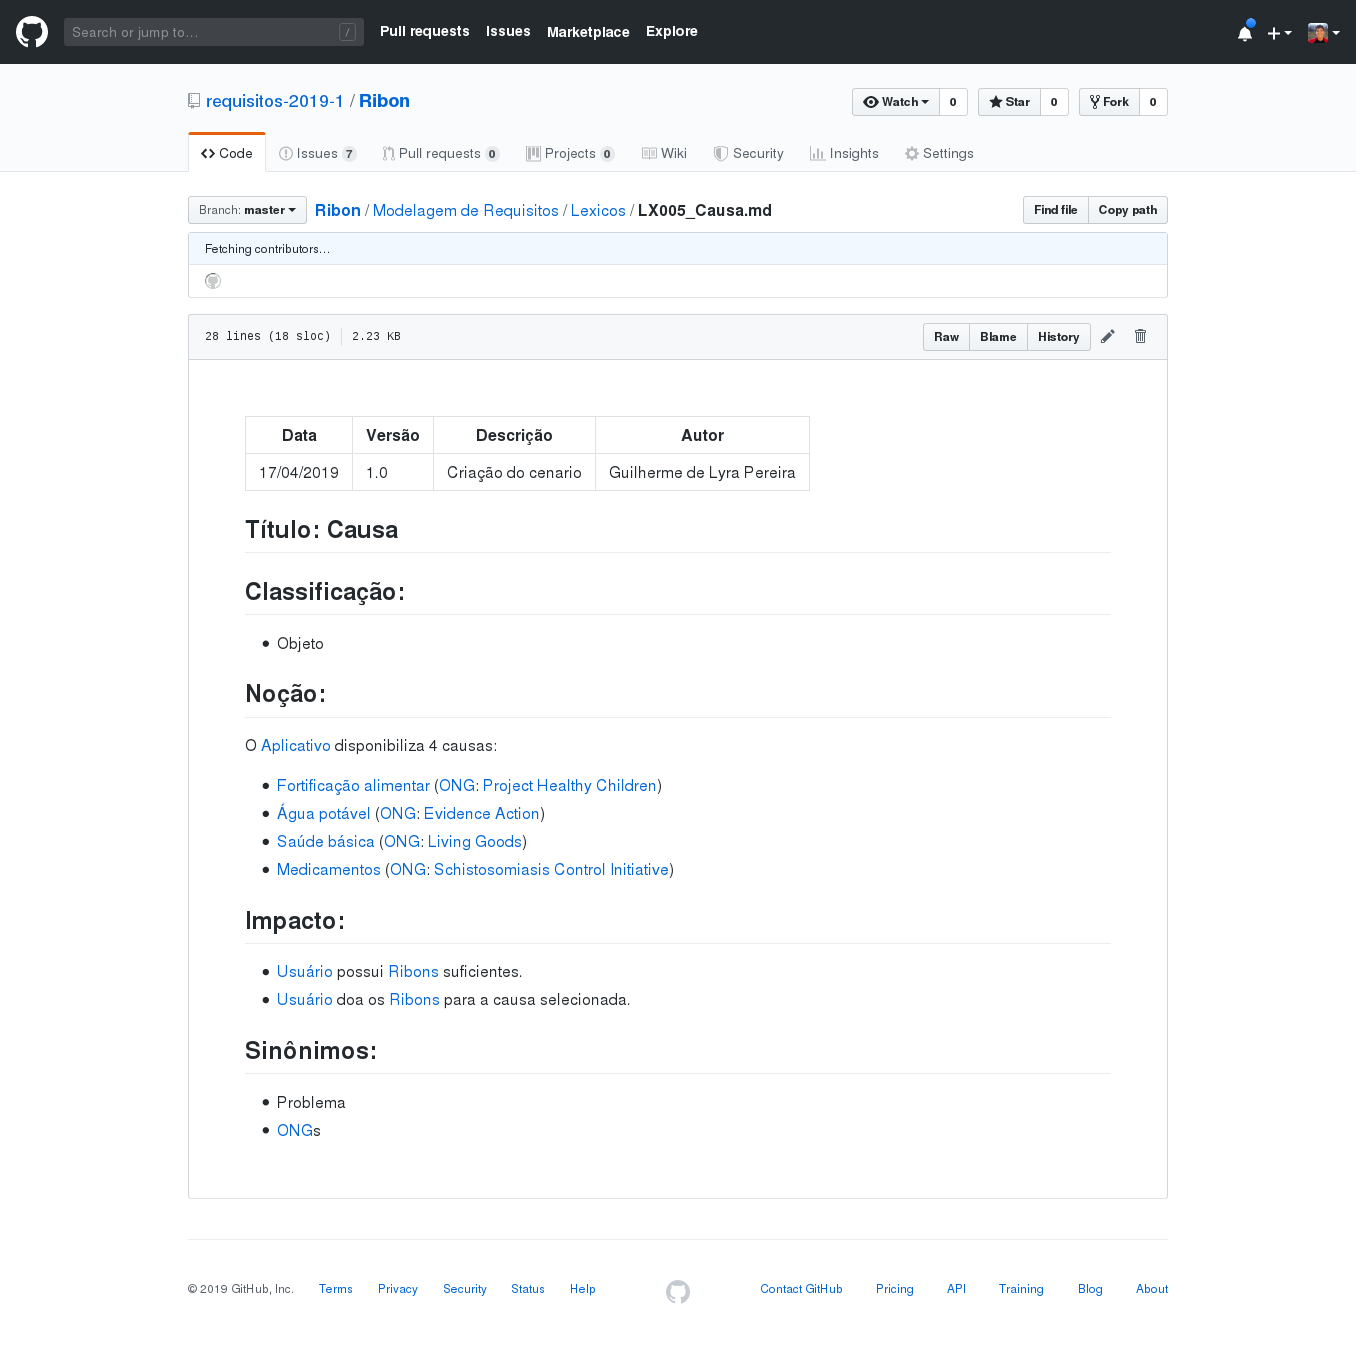 Search or jump to… /
Pull requests Issues Marketplace Explore
requisitos-2019-1 / Ribon
Watch 0 Star 0 Fork 0
Code Issues 7 Pull requests 0 Projects 0 Wiki Security Insights Settings
Branch: master Ribon / Modelagem de Requisitos / Lexicos / LX005_Causa.md Find file Copy path
Fetching contributors…
28 lines (18 sloc) 2.23 KB Raw Blame History
Data Versão Descrição Autor
17/04/2019 1.0 Criação do cenario Guilherme de Lyra Pereira
Título: Causa
Classificação:
• Objeto
Noção:
O Aplicativo disponibiliza 4 causas:
• Fortificação alimentar (ONG: Project Healthy Children)
• Água potável (ONG: Evidence Action)
• Saúde básica (ONG: Living Goods)
• Medicamentos (ONG: Schistosomiasis Control Initiative)
Impacto:
• Usuário possui Ribons suficientes.
• Usuário doa os Ribons para a causa selecionada.
Sinônimos:
• Problema
• ONGs
© 2019 GitHub, Inc. Terms Privacy Security Status Help Contact GitHub Pricing API Training Blog About